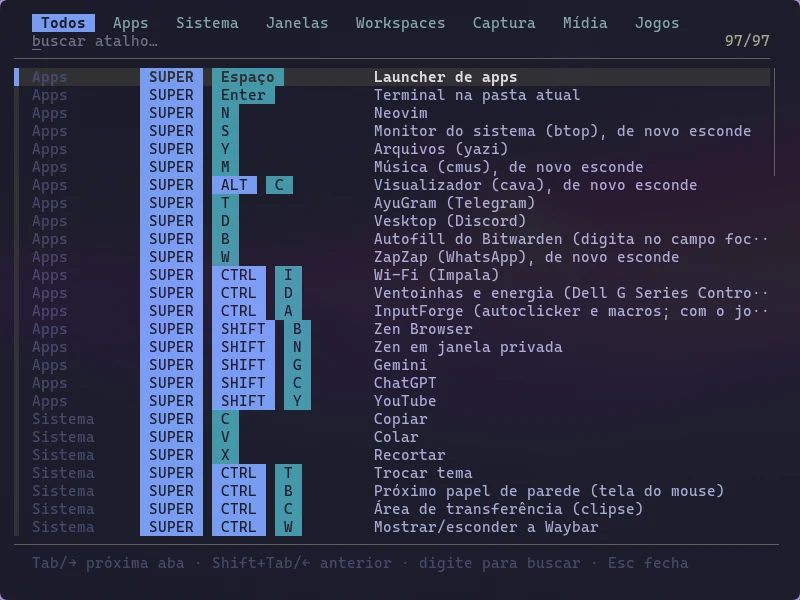 Todos Apps Sistema Janelas Workspaces Captura Mídia Jogos
buscar atalho… 97/97
Apps SUPER Espaço Launcher de apps
Apps SUPER Enter Terminal na pasta atual
Apps SUPER N Neovim
Apps SUPER S Monitor do sistema (btop), de novo esconde
Apps SUPER Y Arquivos (yazi)
Apps SUPER M Música (cmus), de novo esconde
Apps SUPER ALT C Visualizador (cava), de novo esconde
Apps SUPER T AyuGram (Telegram)
Apps SUPER D Vesktop (Discord)
Apps SUPER B Autofill do Bitwarden (digita no campo foc··
Apps SUPER W ZapZap (WhatsApp), de novo esconde
Apps SUPER CTRL I Wi-Fi (Impala)
Apps SUPER CTRL D Ventoinhas e energia (Dell G Series Contro··
Apps SUPER CTRL A InputForge (autoclicker e macros; com o jo··
Apps SUPER SHIFT B Zen Browser
Apps SUPER SHIFT N Zen em janela privada
Apps SUPER SHIFT G Gemini
Apps SUPER SHIFT C ChatGPT
Apps SUPER SHIFT Y YouTube
Sistema SUPER C Copiar
Sistema SUPER V Colar
Sistema SUPER X Recortar
Sistema SUPER CTRL T Trocar tema
Sistema SUPER CTRL B Próximo papel de parede (tela do mouse)
Sistema SUPER CTRL C Área de transferência (clipse)
Sistema SUPER CTRL W Mostrar/esconder a Waybar
Tab/→ próxima aba · Shift+Tab/← anterior · digite para buscar · Esc fecha